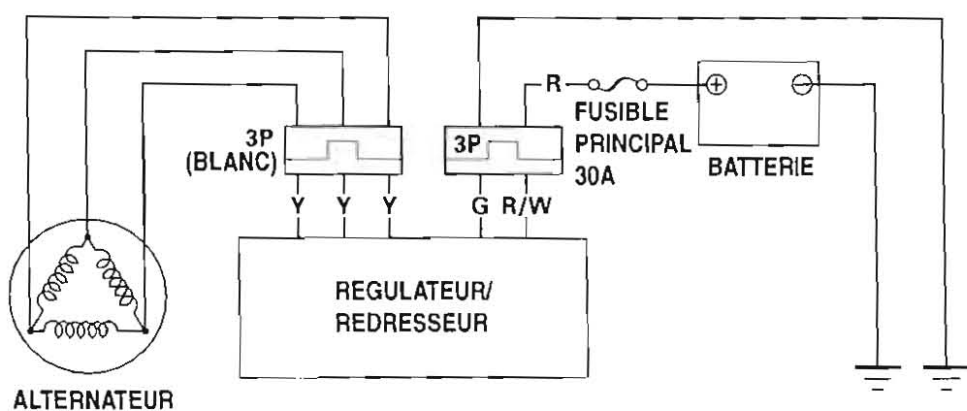 R
FUSIBLE
PRINCIPAL
30A
BATTERIE
3P
(BLANC)
3P
Y Y Y
G R/W
REGULATEUR/
REDRESSEUR
ALTERNATEUR